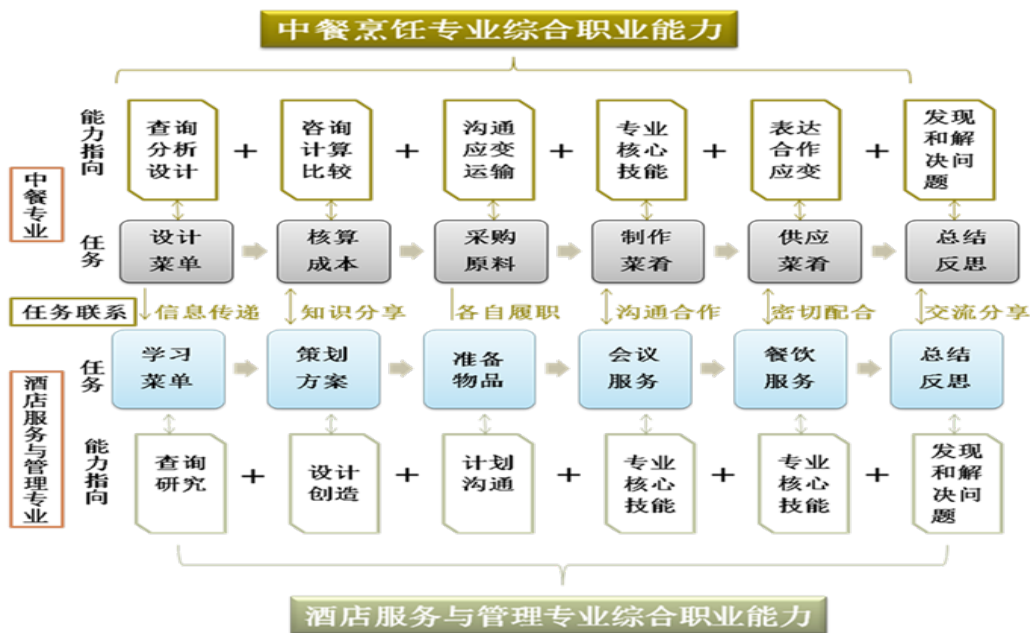 中餐烹饪专业综合职业能力
能力指向
查询
分析
设计
+
咨询
计算
比较
+
沟通
应变
运输
+
专业
核心
技能
+
表达
合作
应变
+
发现
和解
决问
题
中餐专业
任务
设计
菜单
核算
成本
采购
原料
制作
菜肴
供应
菜肴
总结
反思
任务联系
信息传递
知识分享
各自履职
沟通合作
密切配合
交流分享
酒店服务与管理专业
任务
学习
菜单
策划
方案
准备
物品
会议
服务
餐饮
服务
总结
反思
能力指向
查询
研究
+
设计
创造
+
计划
沟通
+
专业
核心
技能
+
专业
核心
技能
+
发现
和解
决问
题
酒店服务与管理专业综合职业能力